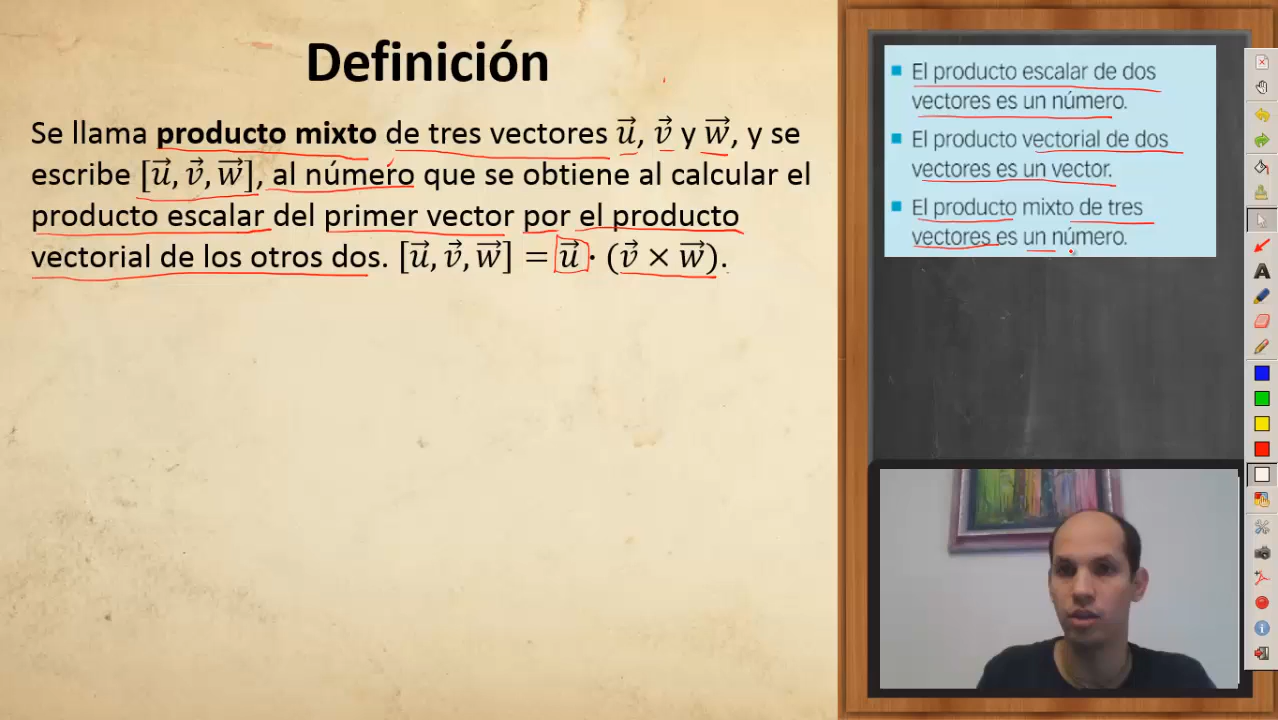 Definición
Se llama producto mixto de tres vectores u⃗, v⃗ y w⃗, y se
escribe [u⃗, v⃗, w⃗], al número que se obtiene al calcular el
producto escalar del primer vector por el producto
vectorial de los otros dos. [u⃗, v⃗, w⃗] = u⃗ · (v⃗ × w⃗).
El producto escalar de dos
vectores es un número.
El producto vectorial de dos
vectores es un vector.
El producto mixto de tres
vectores es un número.